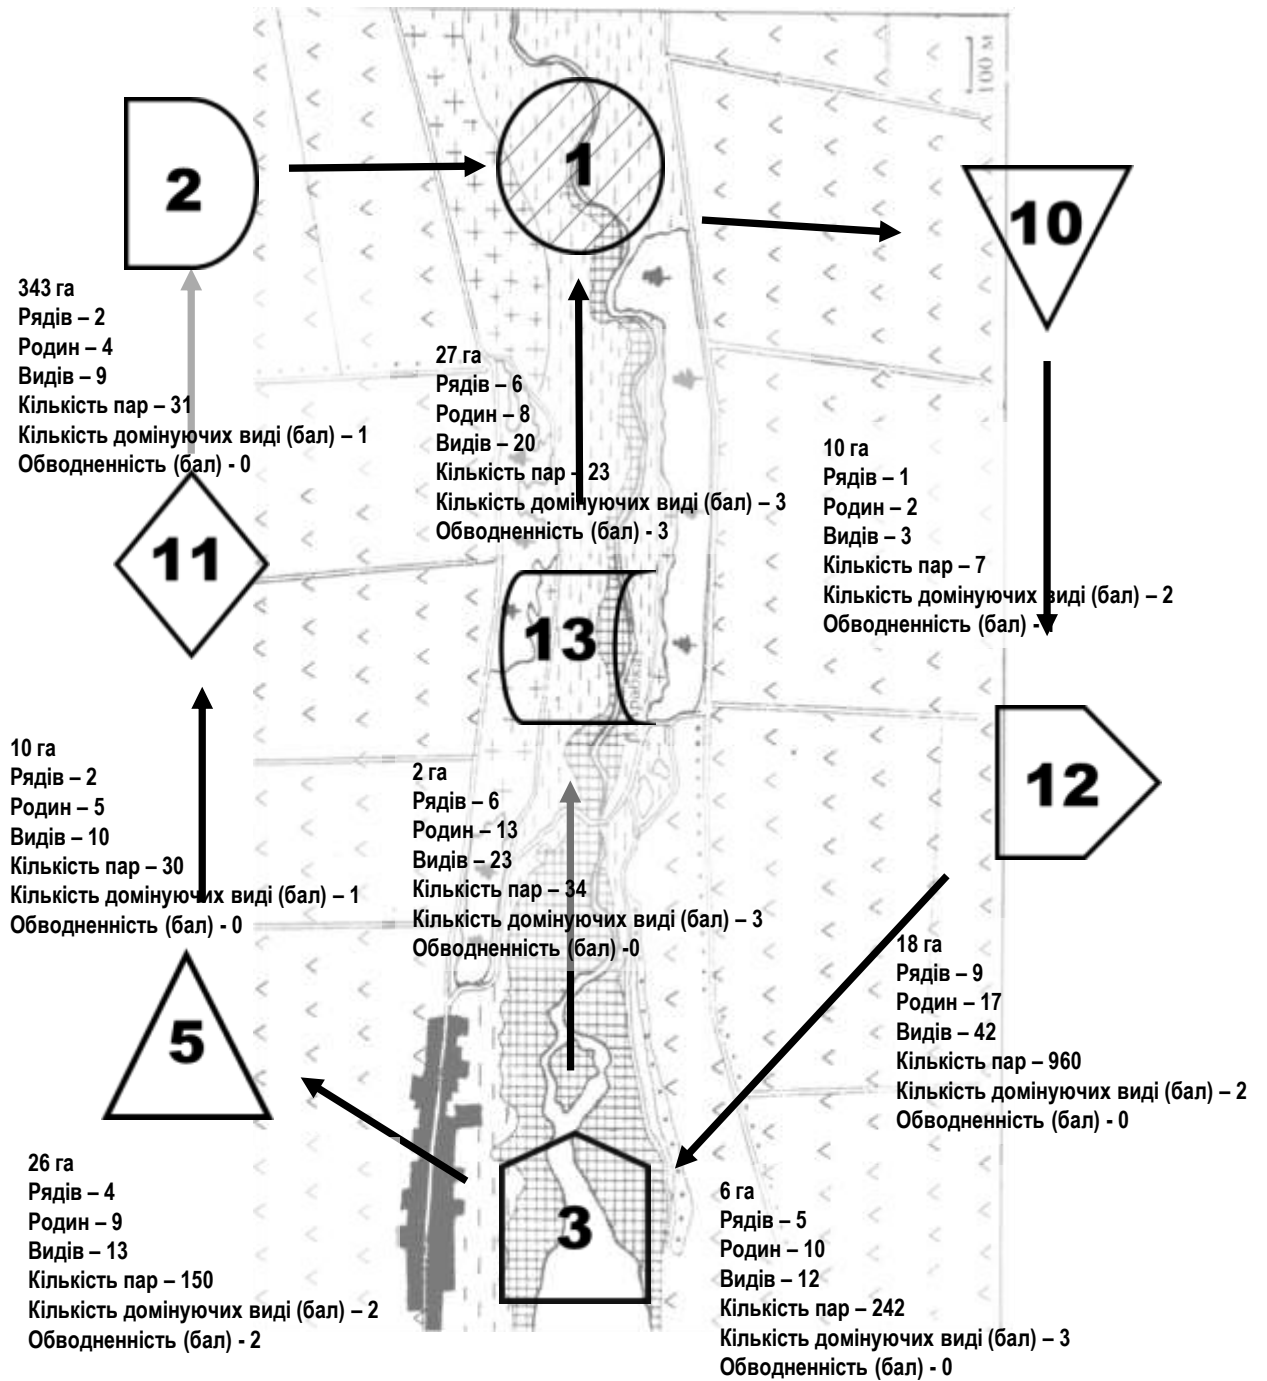 100 м
2
1
10
343 га
Рядів – 2
Родин – 4
Видів – 9
Кількість пар – 31
Кількість домінуючих виді (бал) – 1
Обводненність (бал) - 0
27 га
Рядів – 6
Родин – 8
Видів – 20
Кількість пар – 23
Кількість домінуючих виді (бал) – 3
Обводненність (бал) - 3
10 га
Рядів – 1
Родин – 2
Видів – 3
Кількість пар – 7
Кількість домінуючих виді (бал) – 2
Обводненність (бал) -
11
13
12
10 га
Рядів – 2
Родин – 5
Видів – 10
Кількість пар – 30
Кількість домінуючих виді (бал) – 1
Обводненність (бал) - 0
2 га
Рядів – 6
Родин – 13
Видів – 23
Кількість пар – 34
Кількість домінуючих виді (бал) – 3
Обводненність (бал) -0
18 га
Рядів – 9
Родин – 17
Видів – 42
Кількість пар – 960
Кількість домінуючих виді (бал) – 2
Обводненність (бал) - 0
5
3
26 га
Рядів – 4
Родин – 9
Видів – 13
Кількість пар – 150
Кількість домінуючих виді (бал) – 2
Обводненність (бал) - 2
6 га
Рядів – 5
Родин – 10
Видів – 12
Кількість пар – 242
Кількість домінуючих виді (бал) – 3
Обводненність (бал) - 0